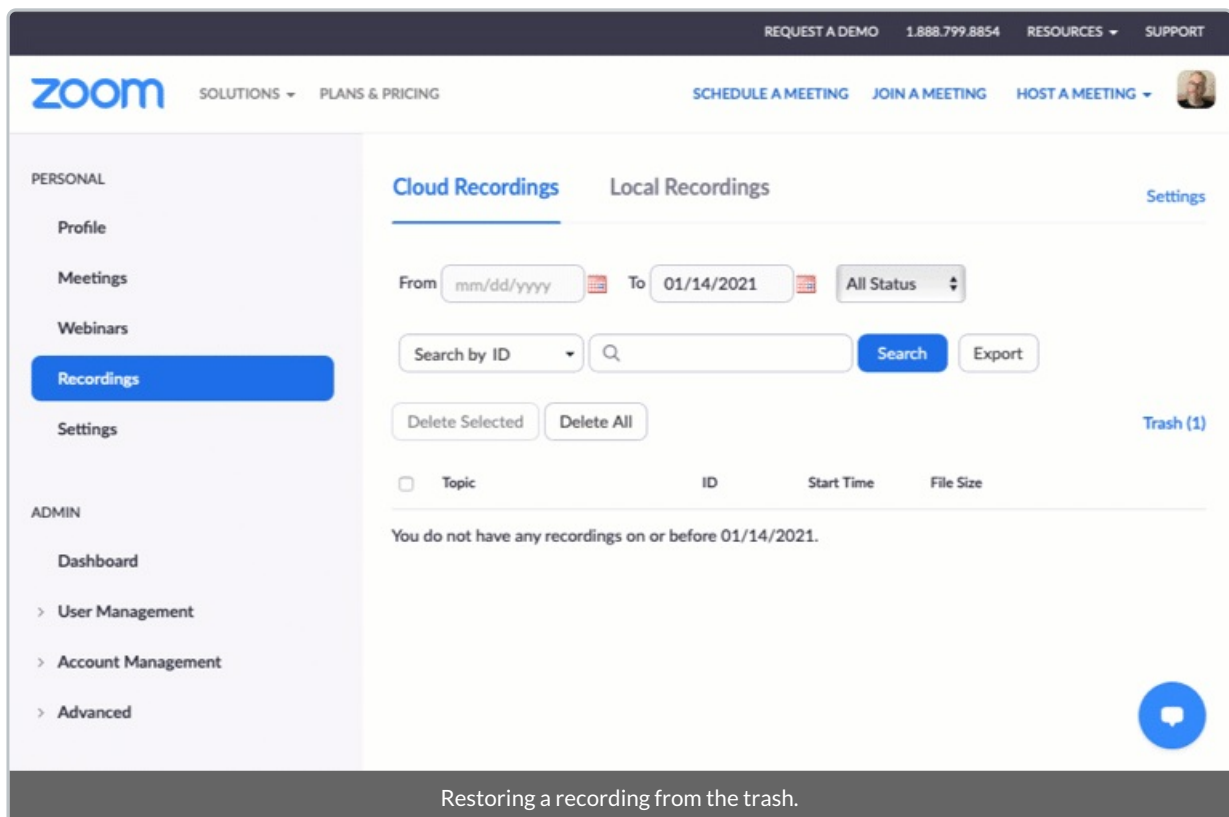 REQUEST A DEMO 1.888.799.8854 RESOURCES SUPPORT
zoom SOLUTIONS PLANS & PRICING SCHEDULE A MEETING JOIN A MEETING HOST A MEETING
PERSONAL
Profile
Meetings
Webinars
Recordings
Settings
ADMIN
Dashboard
User Management
Account Management
Advanced
Cloud Recordings Local Recordings Settings
From mm/dd/yyyy To 01/14/2021 All Status
Search by ID Search Export
Delete Selected Delete All Trash (1)
Topic ID Start Time File Size
You do not have any recordings on or before 01/14/2021.
Restoring a recording from the trash.